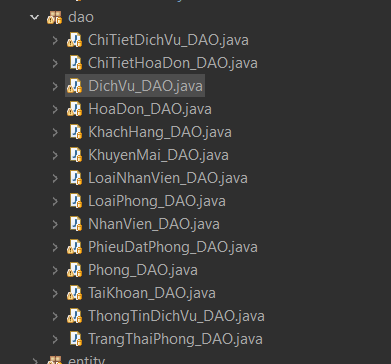 dao
ChiTietDichVu_DAO.java
ChiTietHoaDon_DAO.java
DichVu_DAO.java
HoaDon_DAO.java
KhachHang_DAO.java
KhuyenMai_DAO.java
LoaiNhanVien_DAO.java
LoaiPhong_DAO.java
NhanVien_DAO.java
PhieuDatPhong_DAO.java
Phong_DAO.java
TaiKhoan_DAO.java
ThongTinDichVu_DAO.java
TrangThaiPhong_DAO.java
entity